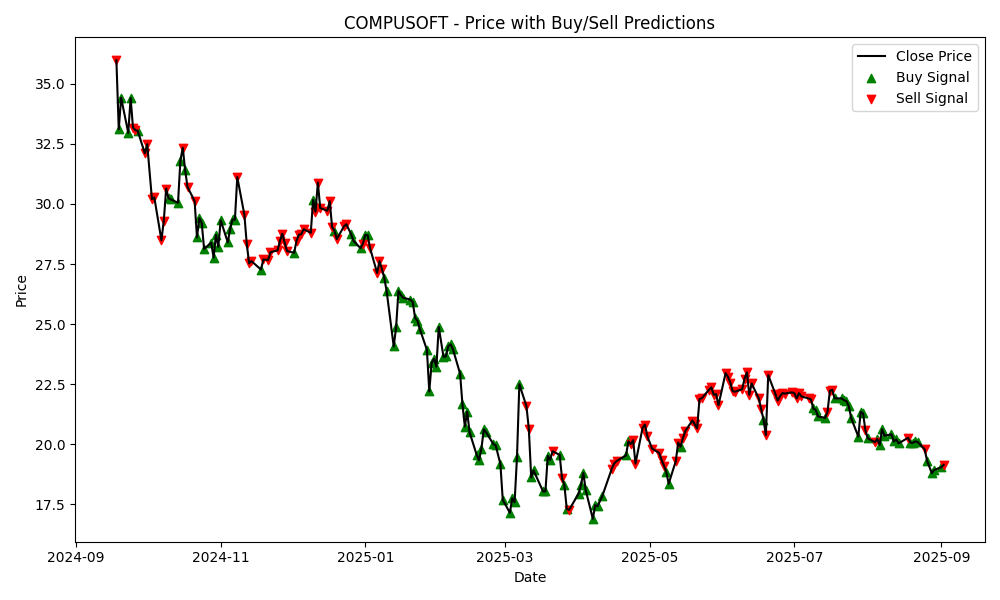 COMPUSOFT - Price with Buy/Sell Predictions
Close Price
Buy Signal
Sell Signal
35.0
32.5
30.0
27.5
25.0
22.5
20.0
17.5
Price
2024-09 2024-11 2025-01 2025-03 2025-05 2025-07 2025-09
Date